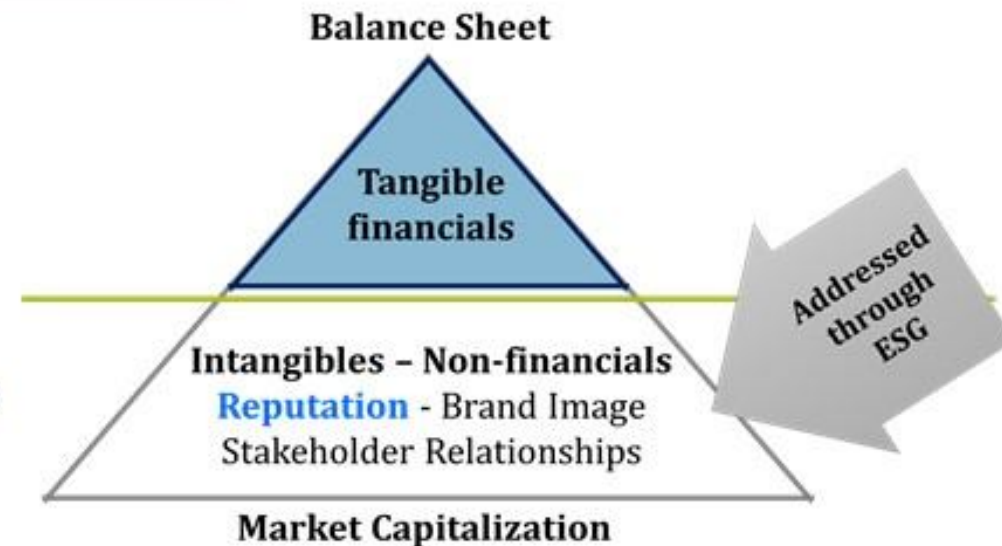 Balance Sheet
Tangible
financials
Addressed
through
ESG
Intangibles – Non-financials
Reputation - Brand Image
Stakeholder Relationships
Market Capitalization